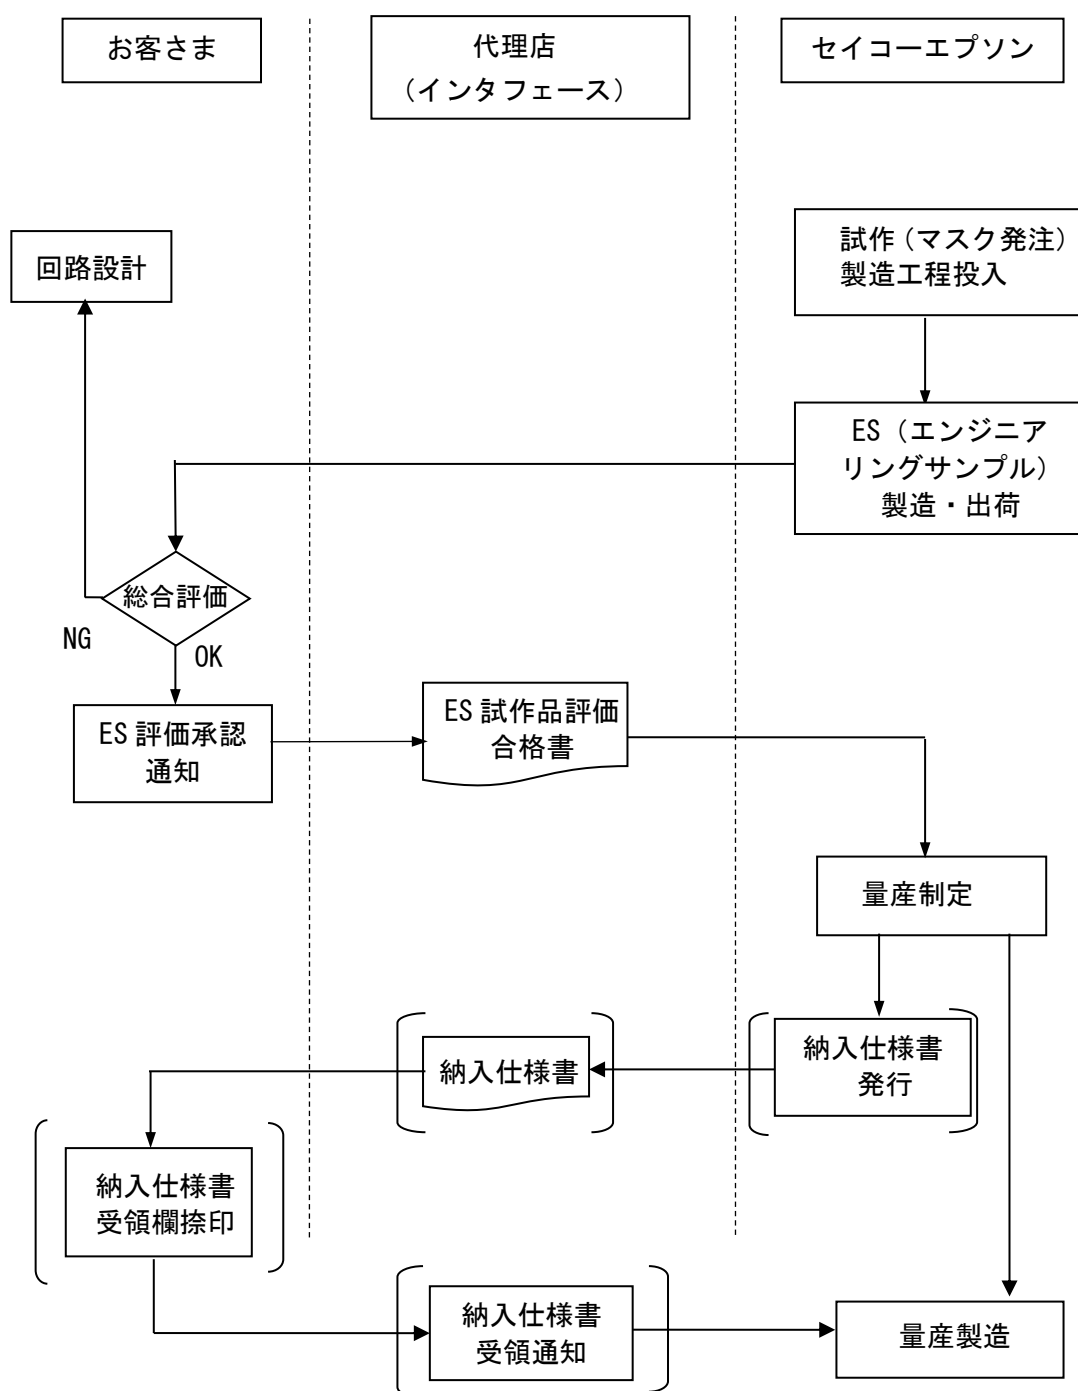 お客さま
代理店
（インタフェース）
セイコーエプソン
試作（マスク発注）
製造工程投入
回路設計
ES（エンジニア
リングサンプル）
製造・出荷
総合評価
NG
OK
ES評価承認
通知
ES 試作品評価
合格書
量産制定
納入仕様書
発行
納入仕様書
納入仕様書
受領欄捺印
納入仕様書
受領通知
量産製造